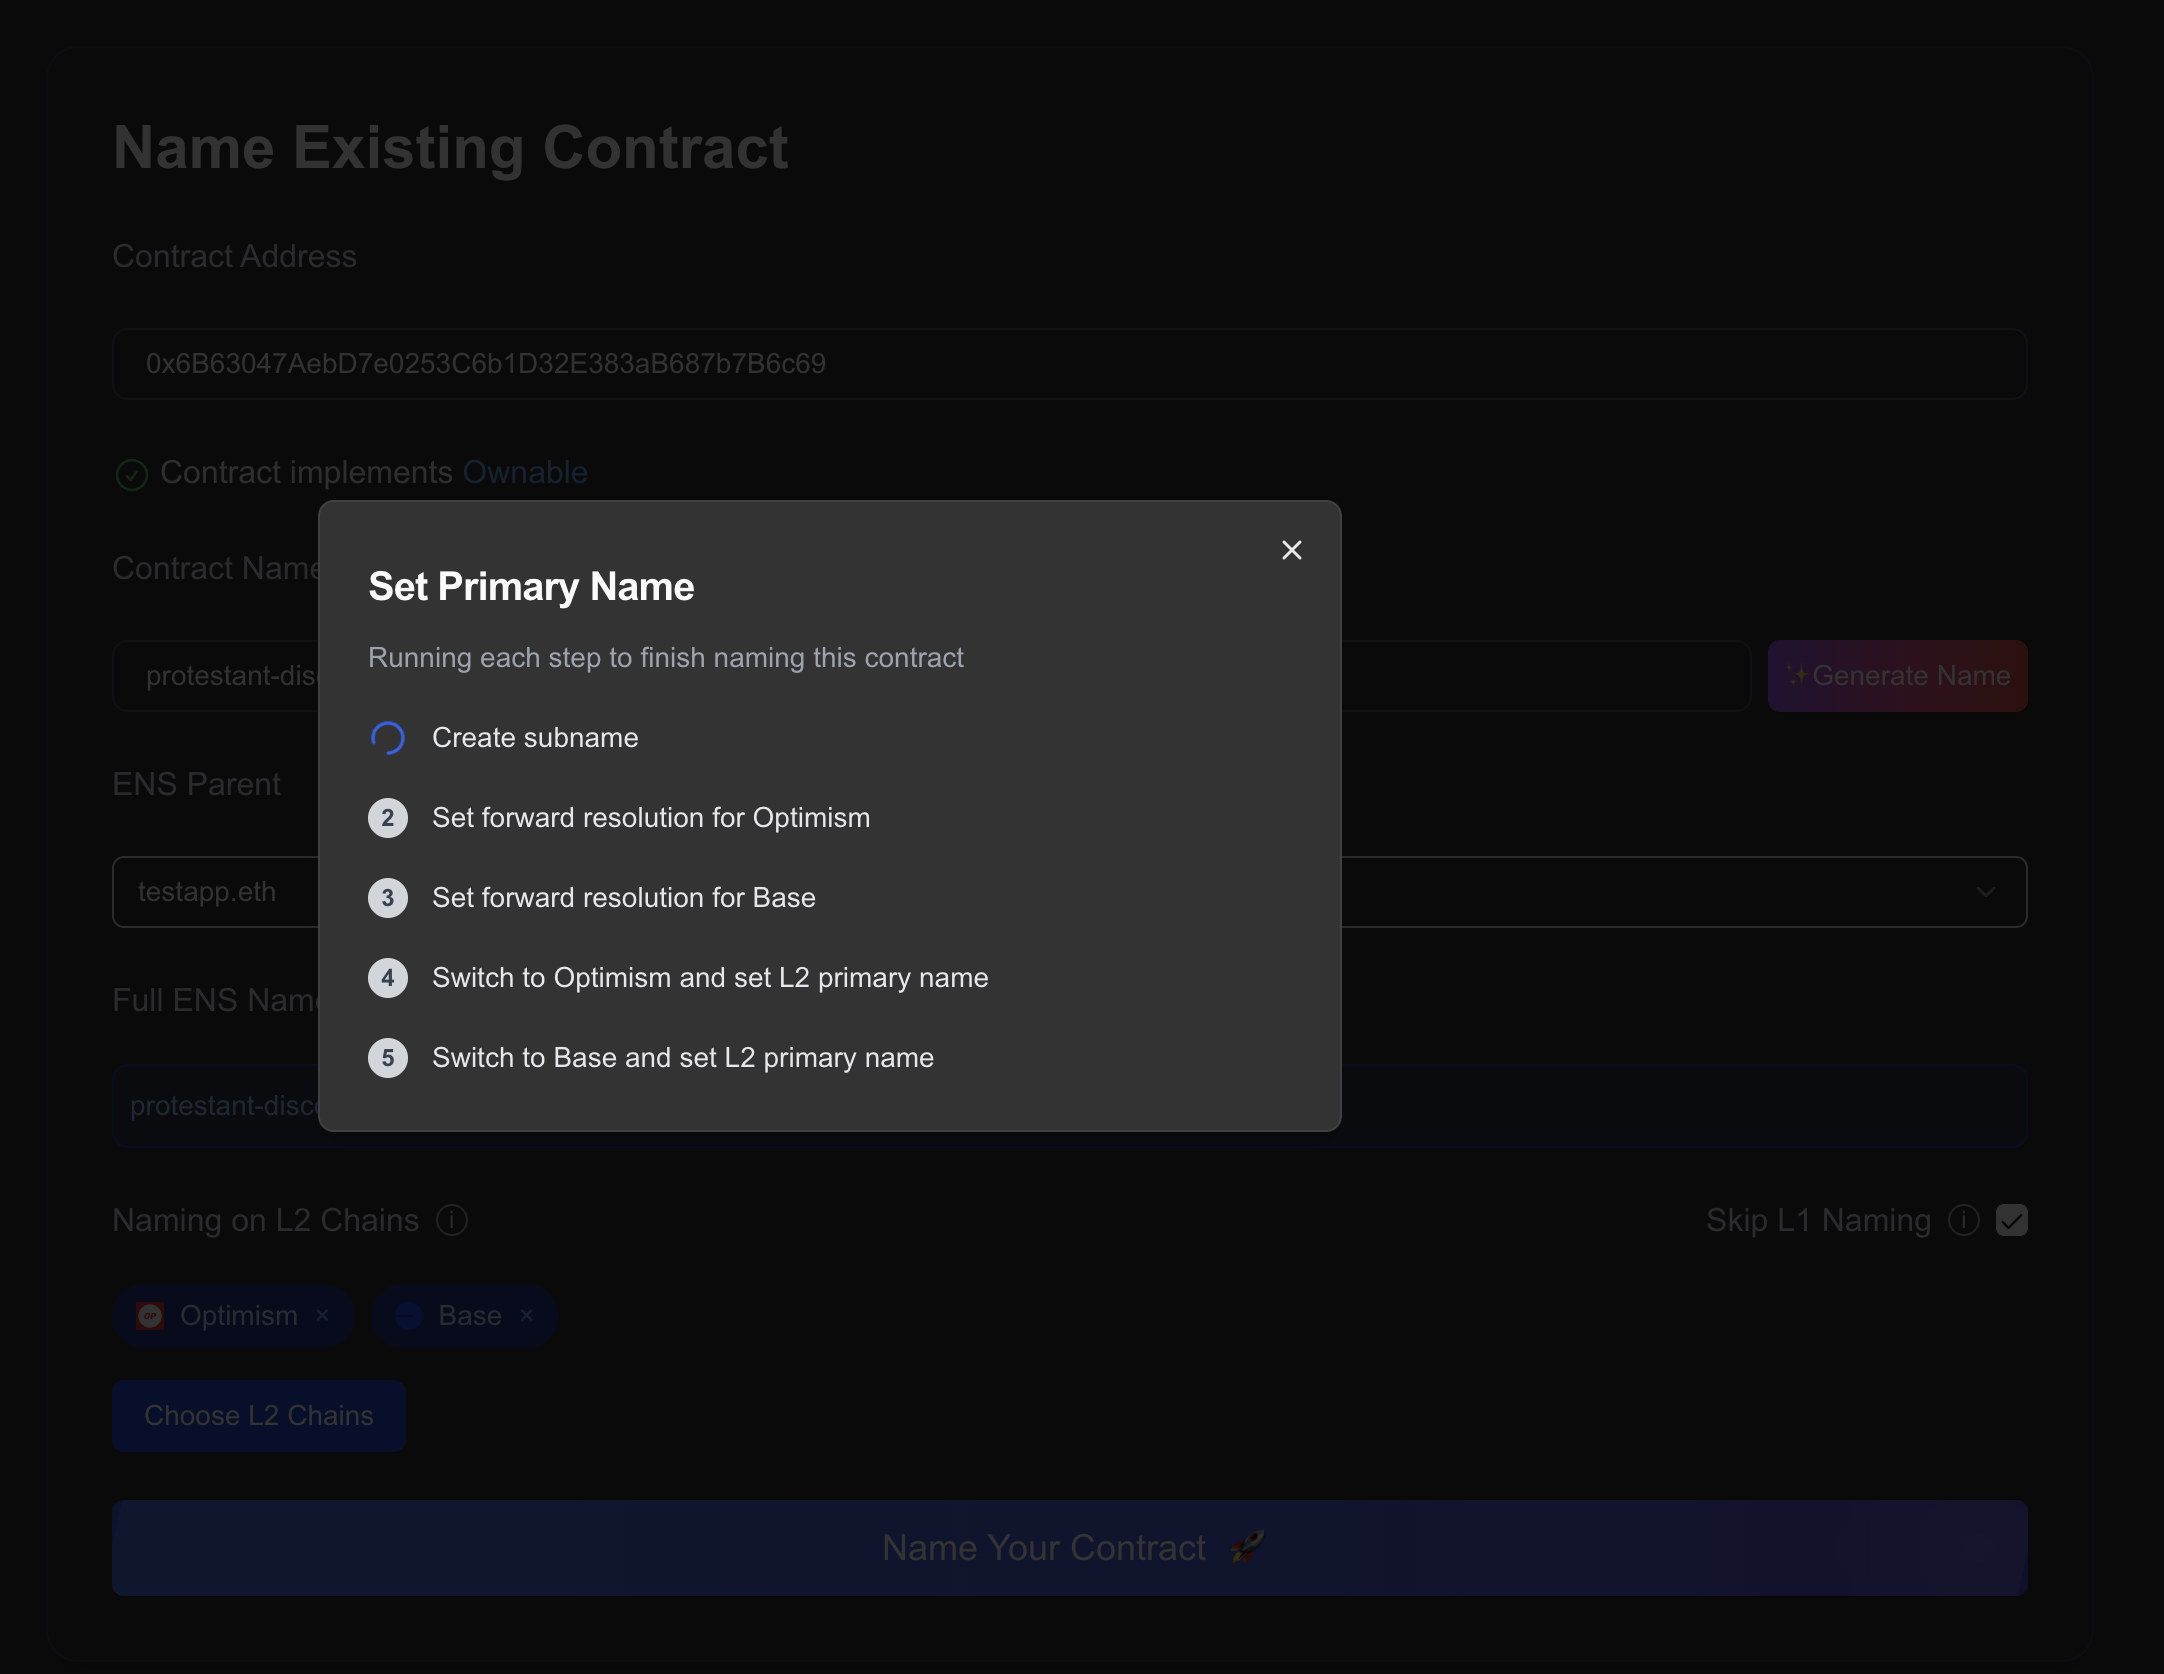 Name Existing Contract
Contract Address
0x6B63047AebD7e0253C6b1D32E383aB687b7B6c69
Contract implements Ownable
Contract Name
protestant-disc
Generate Name
Set Primary Name
Running each step to finish naming this contract
Create subname
2 Set forward resolution for Optimism
3 Set forward resolution for Base
4 Switch to Optimism and set L2 primary name
5 Switch to Base and set L2 primary name
ENS Parent
testapp.eth
Full ENS Name
protestant-disc
Naming on L2 Chains
Skip L1 Naming
OP Optimism ×
Base ×
Choose L2 Chains
Name Your Contract 🚀